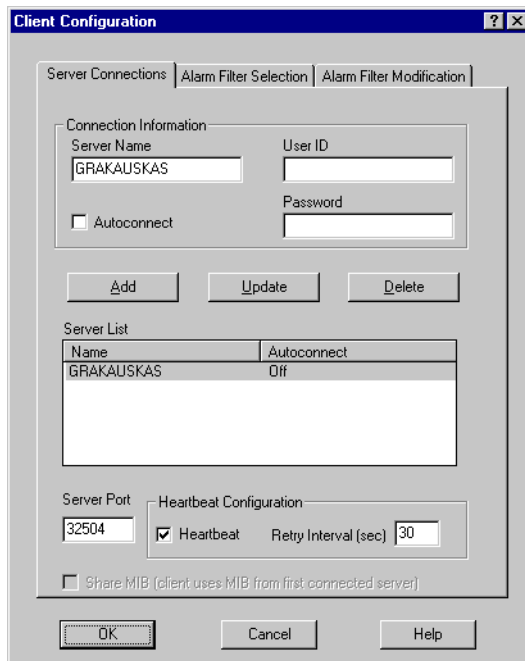 Client Configuration
Server Connections Alarm Filter Selection Alarm Filter Modification
Connection Information
Server Name User ID
GRAKAUSKAS
Password
Autoconnect
Add Update Delete
Server List
Name Autoconnect
GRAKAUSKAS Off
Server Port Heartbeat Configuration
32504 Heartbeat Retry Interval (sec) 30
Share MIB (client uses MIB from first connected server)
OK Cancel Help